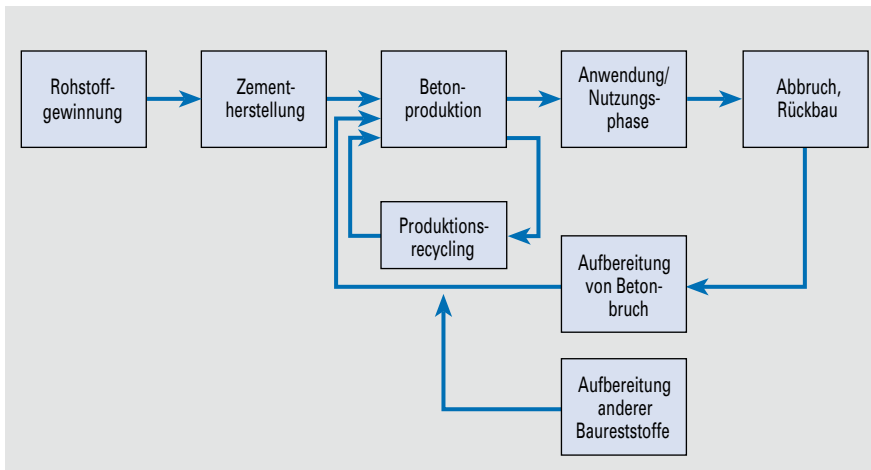 Rohstoff-
gewinnung
Zement-
herstellung
Beton-
produktion
Anwendung/
Nutzungs-
phase
Abbruch,
Rückbau
Produktions-
recycling
Aufbereitung
von Beton-
bruch
Aufbereitung
anderer
Baureststoffe